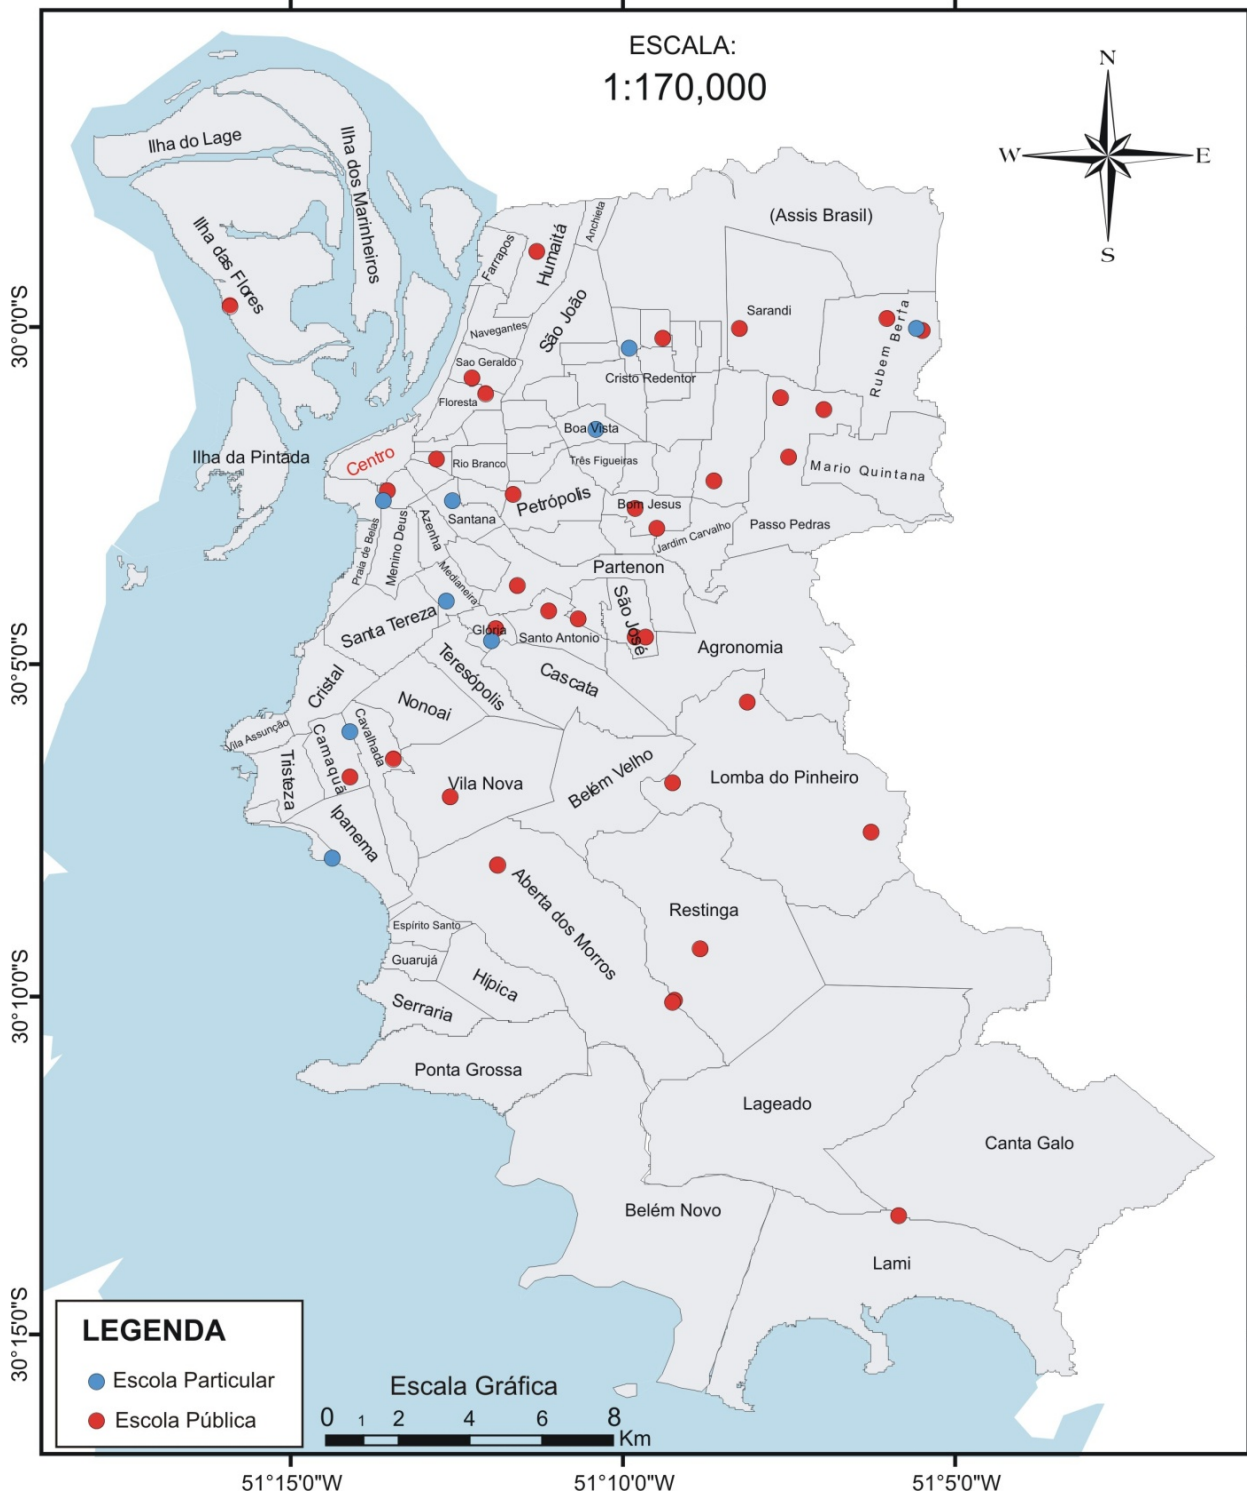 ESCALA:
1:170,000
N
W
E
S
Ilha do Lage
Ilha dos Marinheiros
Ilha das Flores
(Assis Brasil)
Anchieta
Farrapos
Humaitá
São João
Sarandi
Rubem Berta
Navegantes
Sao Geraldo
Cristo Redentor
Floresta
Boa Vista
Ilha da Pintada
Centro
Rio Branco
Três Figueiras
Mario Quintana
Petrópolis
Bom Jesus
Santana
Azenha
Praia de Belas
Menino Deus
Jardim Carvalho
Passo Pedras
Medianeira
Partenon
Santa Tereza
Glória
Santo Antonio
São José
Agronomia
Teresópolis
Cascata
Cristal
Nonoai
Vila Assunção
Cavalhada
Camaquã
Tristeza
Vila Nova
Belém Velho
Lomba do Pinheiro
Ipanema
Aberta dos Morros
Restinga
Espírito Santo
Guarujá
Hípica
Serraria
Ponta Grossa
Lageado
Canta Galo
Belém Novo
Lami
30°0'0"S
30°5'0"S
30°10'0"S
30°15'0"S
LEGENDA
Escola Particular
Escola Pública
Escala Gráfica
0 1 2 4 6 8
Km
51°15'0"W 51°10'0"W 51°5'0"W